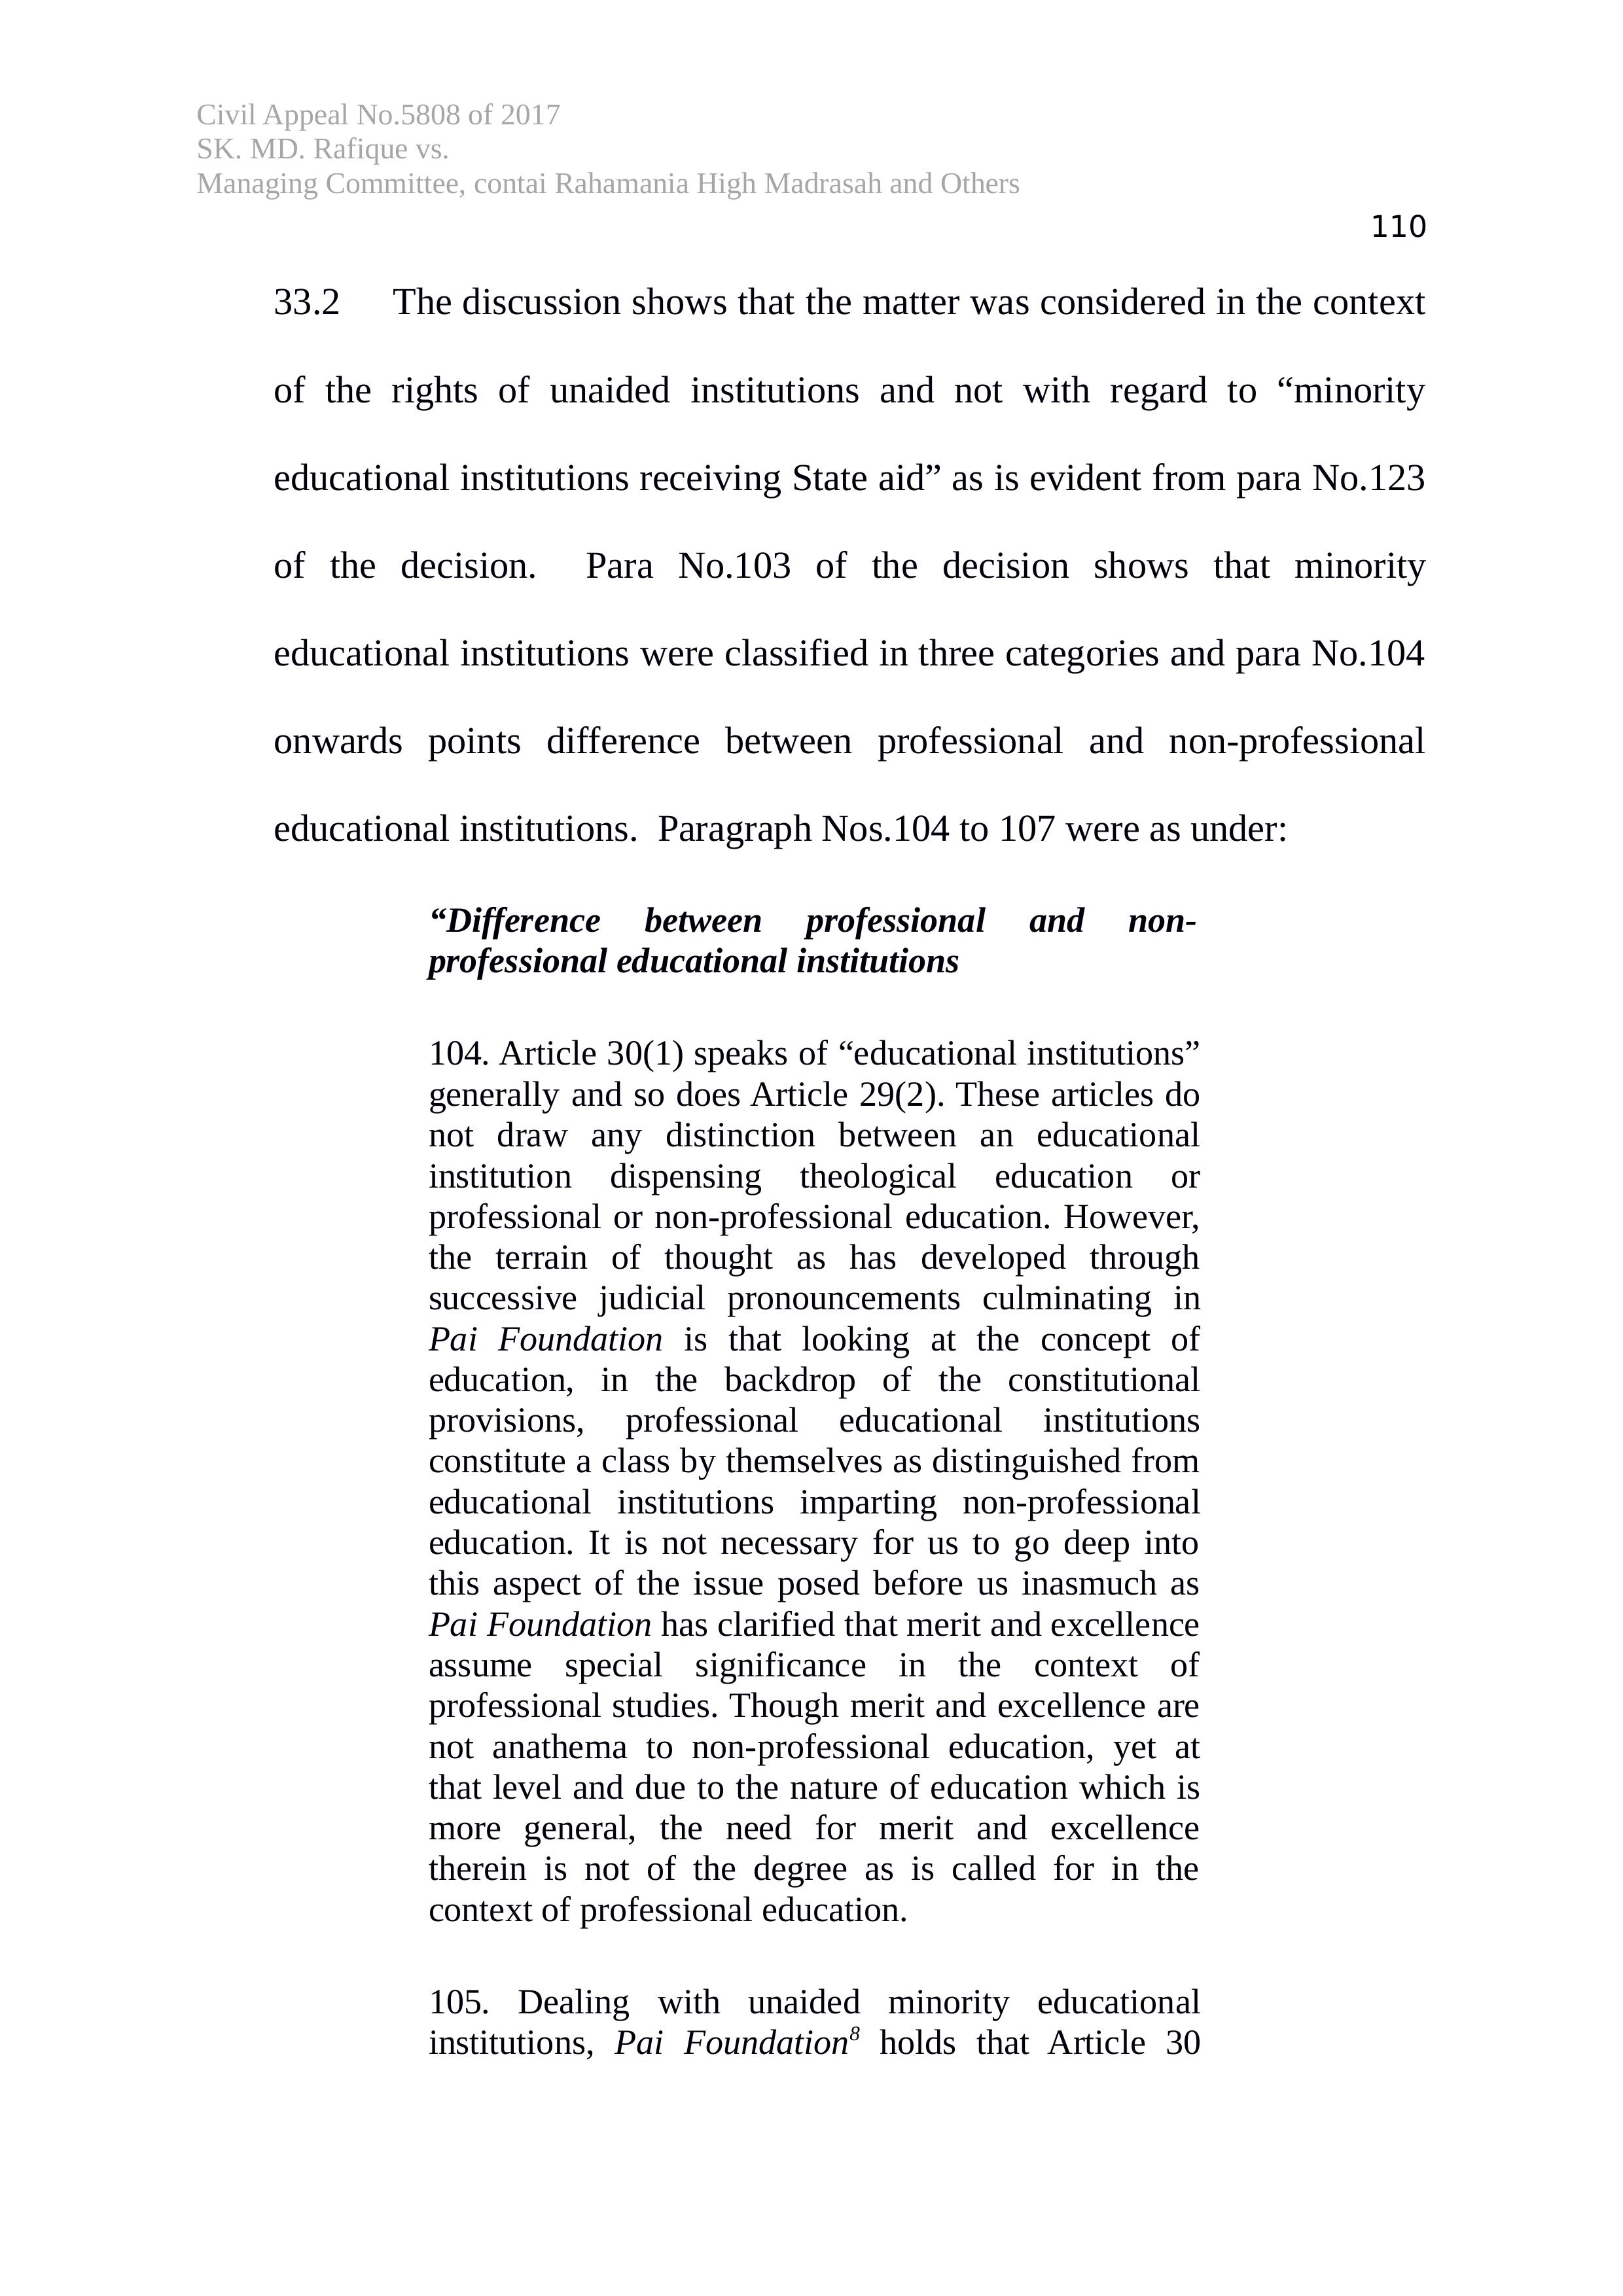 Civil Appeal No.5808 of 2017
SK. MD. Rafique vs.
Managing Committee, contai Rahamania High Madrasah and Others
110
33.2 The discussion shows that the matter was considered in the context
of the rights of unaided institutions and not with regard to “minority
educational institutions receiving State aid” as is evident from para No.123
of the decision. Para No.103 of the decision shows that minority
educational institutions were classified in three categories and para No.104
onwards points difference between professional and non-professional
educational institutions. Paragraph Nos.104 to 107 were as under:
“Difference between professional and non-
professional educational institutions
104. Article 30(1) speaks of “educational institutions”
generally and so does Article 29(2). These articles do
not draw any distinction between an educational
institution dispensing theological education or
professional or non-professional education. However,
the terrain of thought as has developed through
successive judicial pronouncements culminating in
Pai Foundation is that looking at the concept of
education, in the backdrop of the constitutional
provisions, professional educational institutions
constitute a class by themselves as distinguished from
educational institutions imparting non-professional
education. It is not necessary for us to go deep into
this aspect of the issue posed before us inasmuch as
Pai Foundation has clarified that merit and excellence
assume special significance in the context of
professional studies. Though merit and excellence are
not anathema to non-professional education, yet at
that level and due to the nature of education which is
more general, the need for merit and excellence
therein is not of the degree as is called for in the
context of professional education.
105. Dealing with unaided minority educational
institutions, Pai Foundation8 holds that Article 30